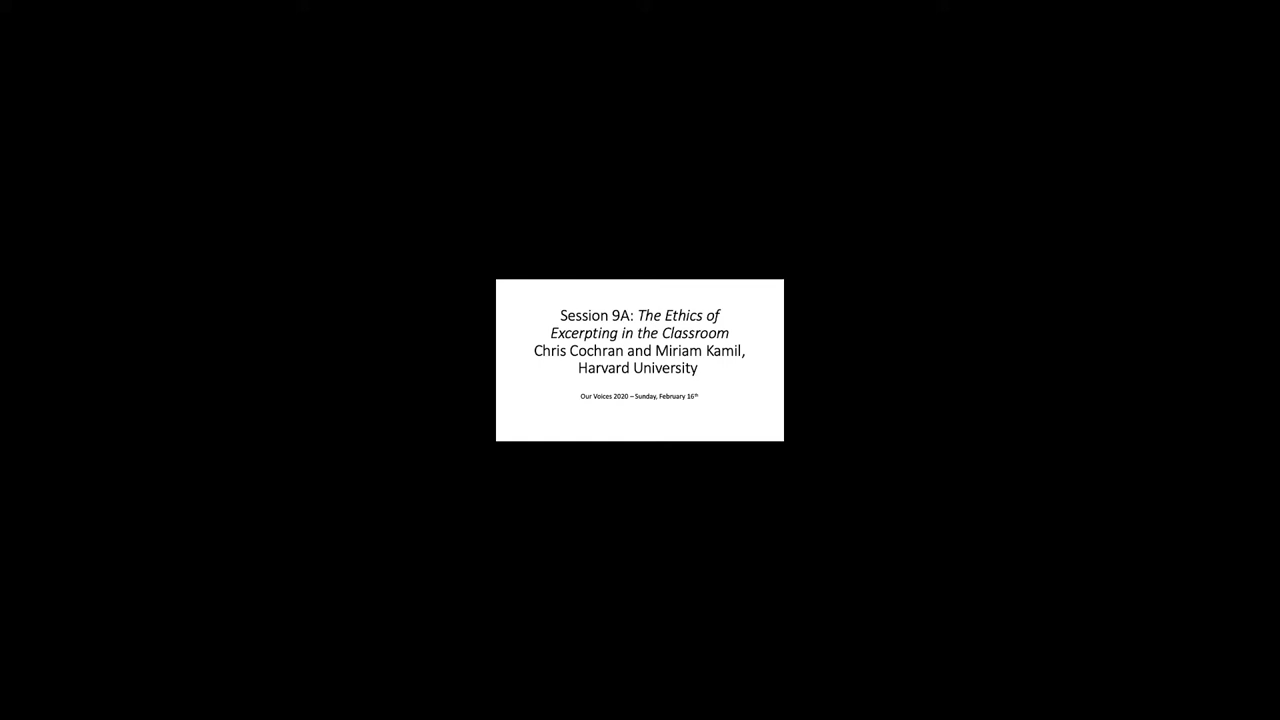 Session 9A: The Ethics of
Excerpting in the Classroom
Chris Cochran and Miriam Kamil,
Harvard University
Our Voices 2020 – Sunday, February 16th